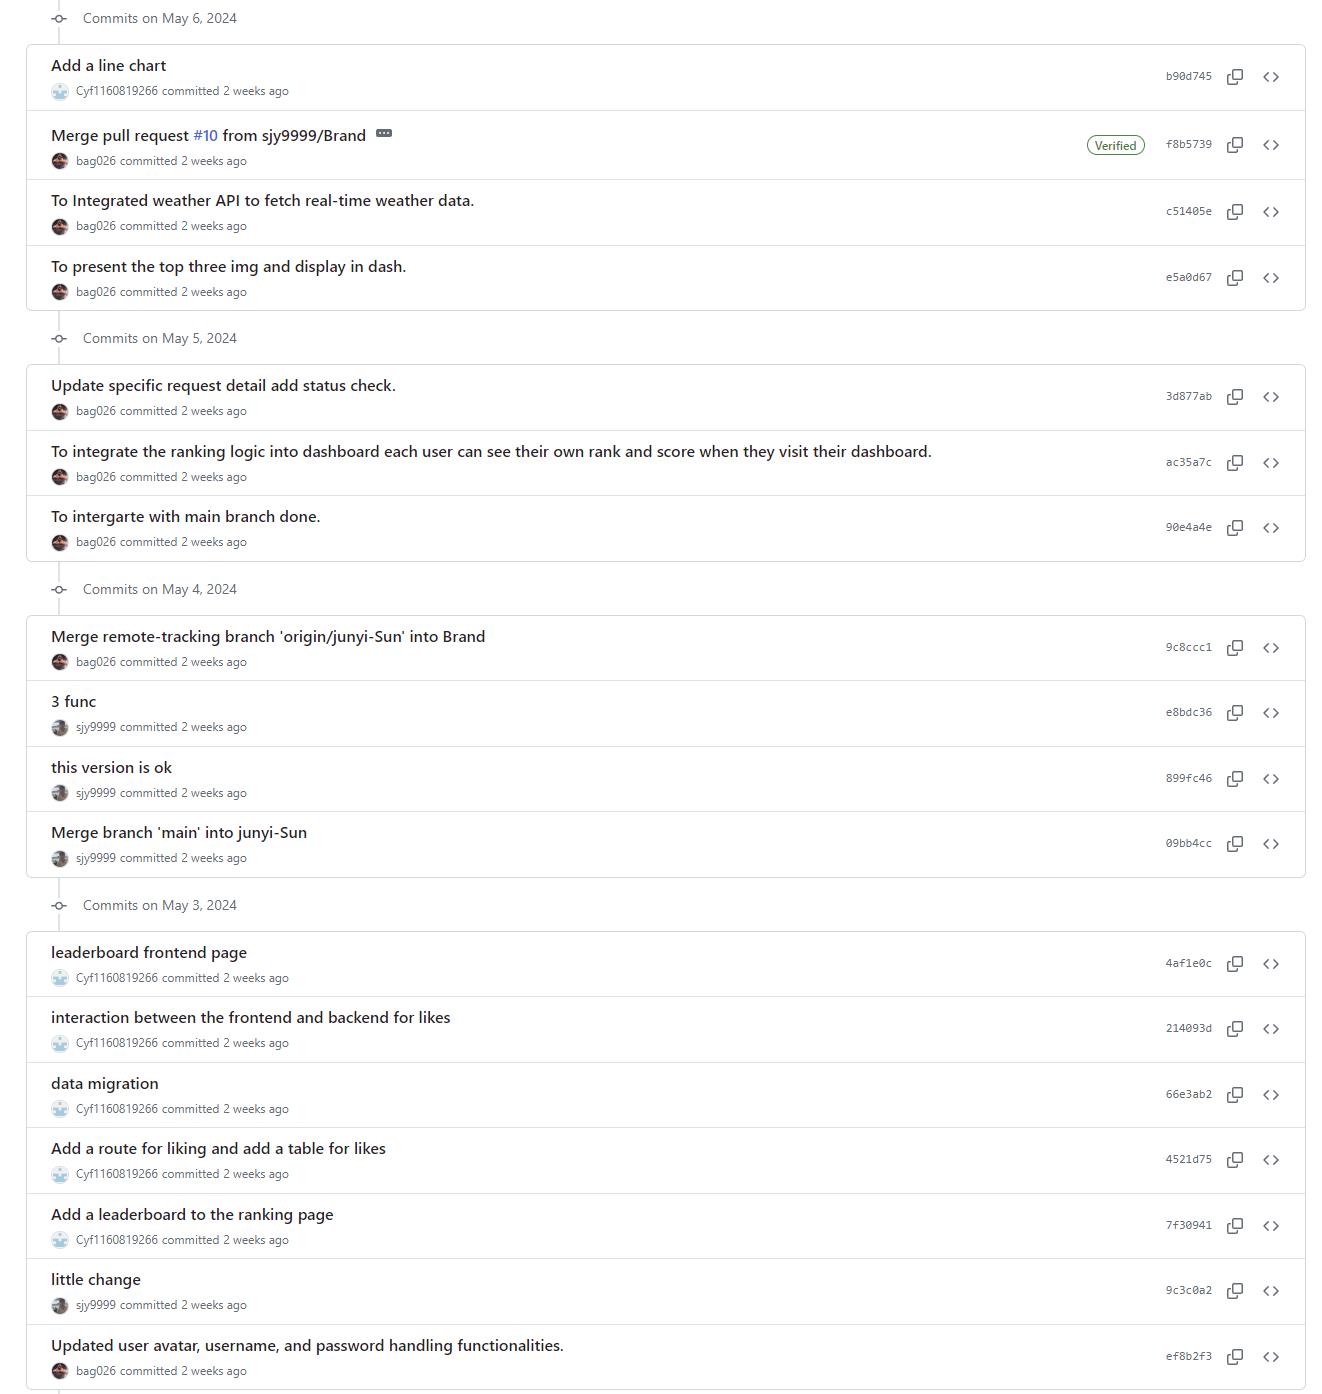 Commits on May 6, 2024
Add a line chart
Cyf1160819266 committed 2 weeks ago
b90d745
Merge pull request #10 from sjy9999/Brand
bag026 committed 2 weeks ago
Verified
f8b5739
To Integrated weather API to fetch real-time weather data.
bag026 committed 2 weeks ago
c51405e
To present the top three img and display in dash.
bag026 committed 2 weeks ago
e5a0d67
Commits on May 5, 2024
Update specific request detail add status check.
bag026 committed 2 weeks ago
3d877ab
To integrate the ranking logic into dashboard each user can see their own rank and score when they visit their dashboard.
bag026 committed 2 weeks ago
ac35a7c
To intergarte with main branch done.
bag026 committed 2 weeks ago
90e4a4e
Commits on May 4, 2024
Merge remote-tracking branch 'origin/junyi-Sun' into Brand
bag026 committed 2 weeks ago
9c8ccc1
3 func
sjy9999 committed 2 weeks ago
e8bdc36
this version is ok
sjy9999 committed 2 weeks ago
899fc46
Merge branch 'main' into junyi-Sun
sjy9999 committed 2 weeks ago
09bb4cc
Commits on May 3, 2024
leaderboard frontend page
Cyf1160819266 committed 2 weeks ago
4af1e0c
interaction between the frontend and backend for likes
Cyf1160819266 committed 2 weeks ago
214093d
data migration
Cyf1160819266 committed 2 weeks ago
66e3ab2
Add a route for liking and add a table for likes
Cyf1160819266 committed 2 weeks ago
4521d75
Add a leaderboard to the ranking page
Cyf1160819266 committed 2 weeks ago
7f30941
little change
sjy9999 committed 2 weeks ago
9c3c0a2
Updated user avatar, username, and password handling functionalities.
bag026 committed 2 weeks ago
ef8b2f3